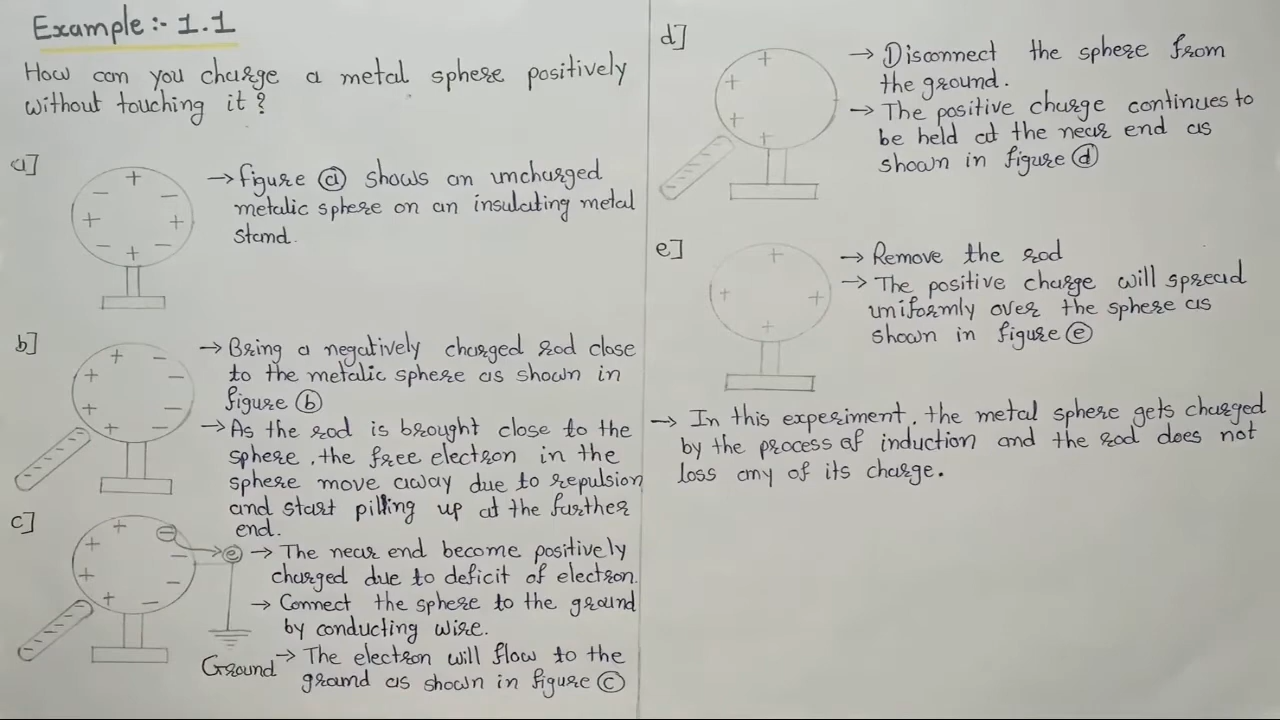 Example:- 1.1
How can you charge a metal sphere positively
without touching it?
a]
→ figure ⓐ shows an uncharged
metalic sphere on an insulating metal
stand.
b]
→ Bring a negatively charged rod close
to the metalic sphere as shown in
figure ⓑ
→ As the rod is brought close to the
sphere, the free electron in the
sphere move away due to repulsion
and start pilling up at the further
end.
c]
e
→ The near end become positively
charged due to deficit of electron.
→ Connect the sphere to the ground
by conducting wire.
Ground
→ The electron will flow to the
ground as shown in figure ⓒ
d]
→ Disconnect the sphere from
the ground.
→ The positive charge continues to
be held at the near end as
shown in figure ⓓ
e]
→ Remove the rod
→ The positive charge will spread
uniformly over the sphere as
shown in figure ⓔ
→ In this experiment, the metal sphere gets charged
by the process of induction and the rod does not
loss any of its charge.